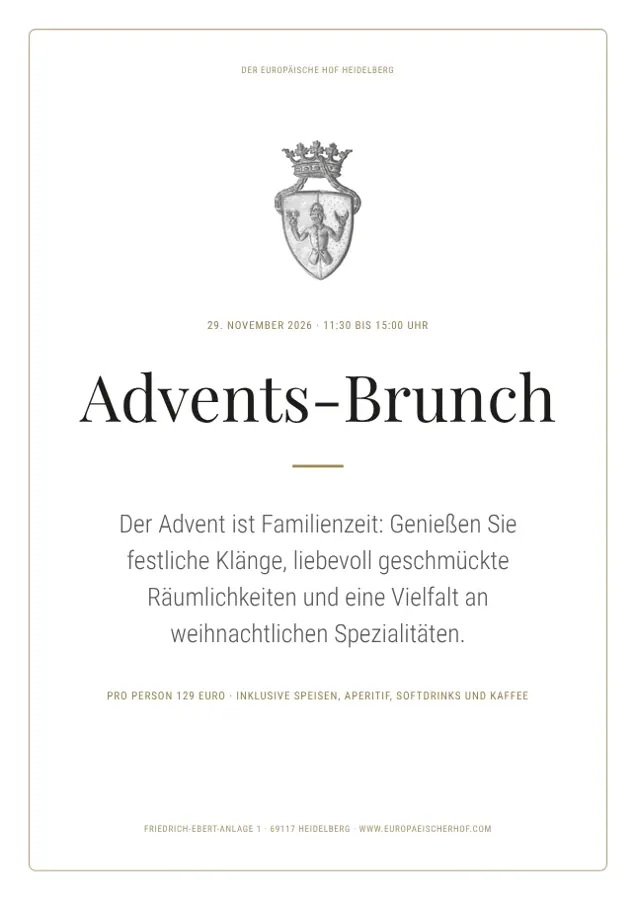 DER EUROPÄISCHE HOF HEIDELBERG
29. NOVEMBER 2026 · 11:30 BIS 15:00 UHR
Advents-Brunch
Der Advent ist Familienzeit: Genießen Sie
festliche Klänge, liebevoll geschmückte
Räumlichkeiten und eine Vielfalt an
weihnachtlichen Spezialitäten.
PRO PERSON 129 EURO · INKLUSIVE SPEISEN, APERITIF, SOFTDRINKS UND KAFFEE
FRIEDRICH-EBERT-ANLAGE 1 · 69117 HEIDELBERG · WWW.EUROPAEISCHERHOF.COM